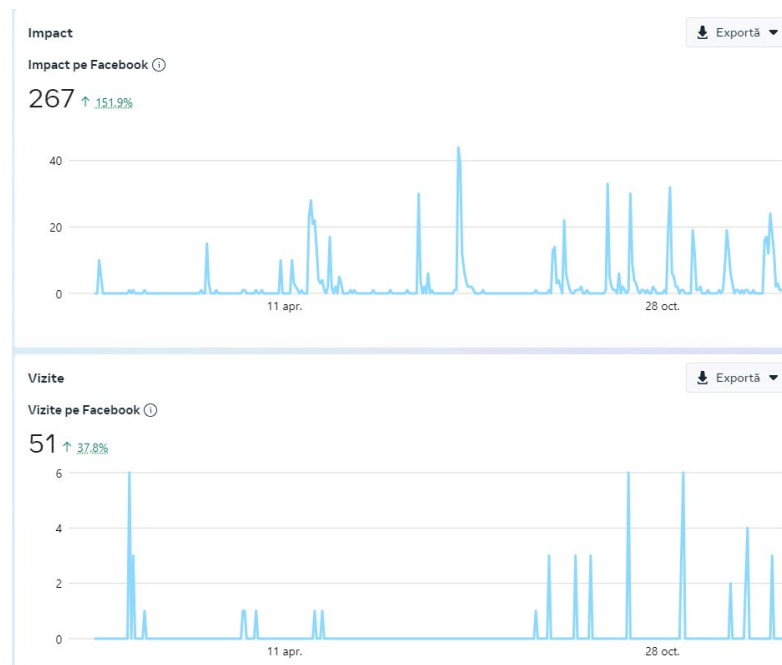 Impact
Exportă
Impact pe Facebook
267 ↑ 151.9%
40
20
0
11 apr.
28 oct.
Vizite
Exportă
Vizite pe Facebook
51 ↑ 37,8%
6
4
2
0
11 apr.
28 oct.